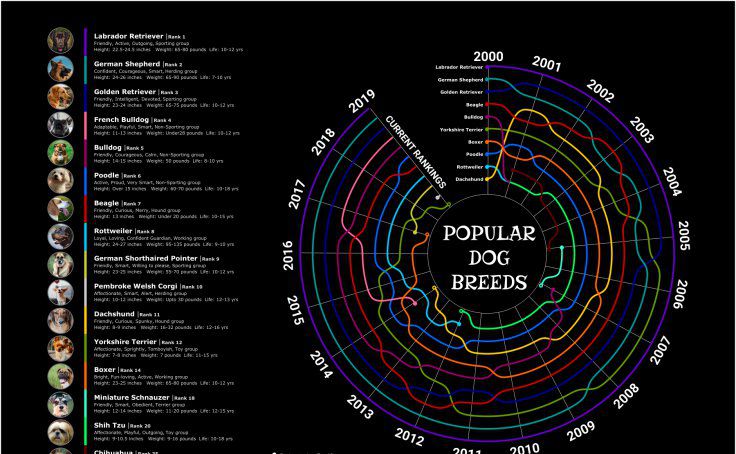 Labrador Retriever |Rank 1
Friendly, Active, Outgoing, Sporting group
Height: 22.5-24.5 inches Weight: 65-80 pounds Life: 10-12 yrs
German Shepherd |Rank 2
Confident, Courageous, Smart, Herding group
Height: 24-26 inches Weight: 65-90 pounds Life: 7-10 yrs
Golden Retriever |Rank 3
Friendly, Intelligent, Devoted, Sporting group
Height: 23-24 inches Weight: 65-75 pounds Life: 10-12 yrs
French Bulldog |Rank 4
Adaptable, Playful, Smart, Non-Sporting group
Height: 11-13 inches Weight: Under28 pounds Life: 10-12 yrs
Bulldog |Rank 5
Friendly, Courageous, Calm, Non-Sporting group
Height: 14-15 inches Weight: 50 pounds Life: 8-10 yrs
Poodle |Rank 6
Active, Proud, Very Smart, Non-Sporting group
Height: Over 15 inches Weight: 60-70 pounds Life: 10-18 yrs
Beagle |Rank 7
Friendly, Curious, Merry, Hound group
Height: 13 inches Weight: Under 20 pounds Life: 10-15 yrs
Rottweiler |Rank 8
Loyal, Loving, Confident Guardian, Working group
Height: 24-27 inches Weight: 95-135 pounds Life: 9-10 yrs
German Shorthaired Pointer |Rank 9
Friendly, Smart, Willing to please, Sporting group
Height: 23-25 inches Weight: 55-70 pounds Life: 10-12 yrs
Pembroke Welsh Corgi |Rank 10
Affectionate, Smart, Alert, Herding group
Height: 10-12 inches Weight: Upto 30 pounds Life: 12-13 yrs
Dachshund |Rank 11
Friendly, Curious, Spunky, Hound group
Height: 8-9 inches Weight: 16-32 pounds Life: 12-16 yrs
Yorkshire Terrier |Rank 12
Affectionate, Sprightly, Tomboyish, Toy group
Height: 7-8 inches Weight: 7 pounds Life: 11-15 yrs
Boxer |Rank 14
Bright, Fun-loving, Active, Working group
Height: 23-25 inches Weight: 65-80 pounds Life: 10-12 yrs
Miniature Schnauzer |Rank 18
Friendly, Smart, Obedient, Terrier group
Height: 12-14 inches Weight: 11-20 pounds Life: 12-15 yrs
Shih Tzu |Rank 20
Affectionate, Playful, Outgoing, Toy group
Height: 9-10.5 inches Weight: 9-16 pounds Life: 10-18 yrs
Chihuahua
2000
2001
2002
2003
2004
2005
2006
2007
2008
2009
2010
2011
2012
2013
2014
2015
2016
2017
2018
2019
CURRENT RANKINGS
Labrador Retriever
German Shepherd
Golden Retriever
Beagle
Bulldog
Yorkshire Terrier
Boxer
Poodle
Rottweiler
Dachshund
POPULAR
DOG
BREEDS